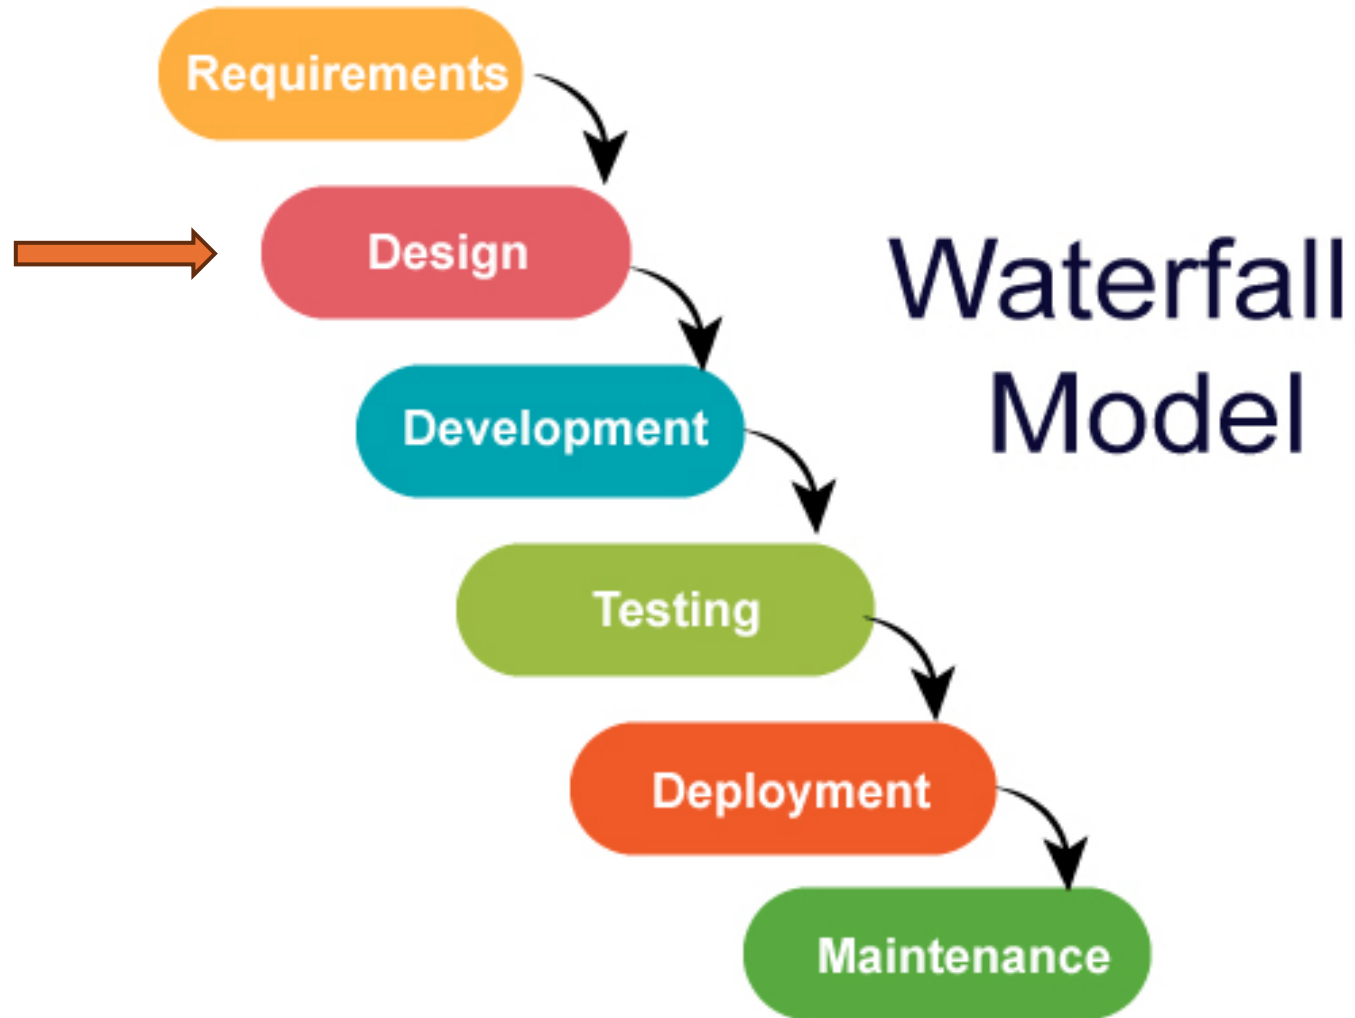 Requirements
Design
Development
Testing
Deployment
Maintenance
Waterfall
Model